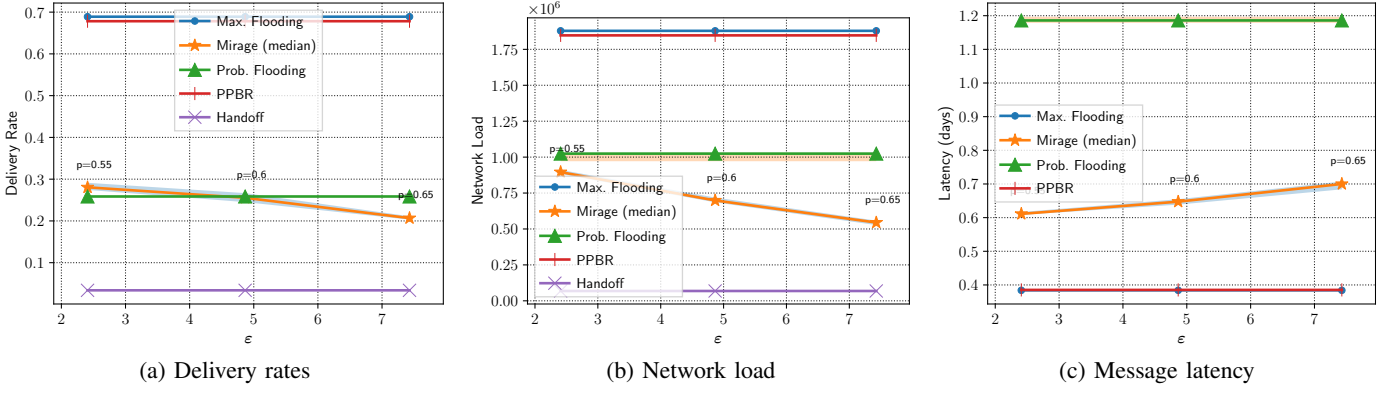 0.7
0.6
0.5
0.4
0.3
0.2
0.1
Delivery Rate
Max. Flooding
Mirage (median)
Prob. Flooding
PPBR
Handoff
p=0.55
p=0.6
p=0.65
2 3 4 5 6 7
ε
(a) Delivery rates
×10⁶
1.75
1.50
1.25
1.00
0.75
0.50
0.25
0.00
Network Load
p=0.55
p=0.6
p=0.65
Max. Flooding
Mirage (median)
Prob. Flooding
PPBR
Handoff
2 3 4 5 6 7
ε
(b) Network load
1.2
1.1
1.0
0.9
0.8
0.7
0.6
0.5
0.4
Latency (days)
Max. Flooding
Mirage (median)
Prob. Flooding
PPBR
p=0.6
p=0.65
2 3 4 5 6 7
ε
(c) Message latency